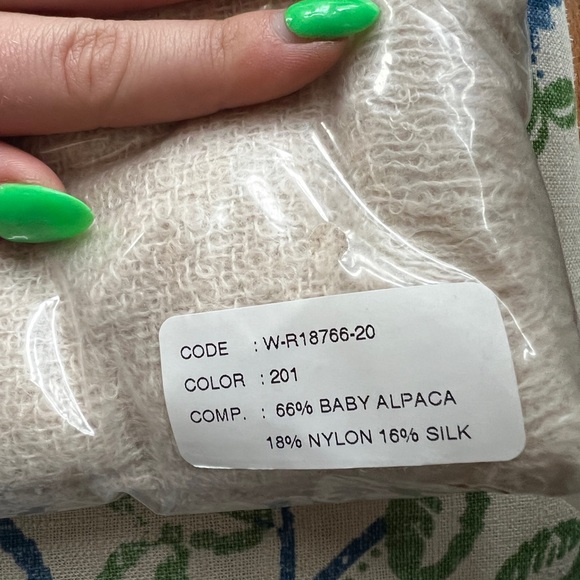 CODE : W-R18766-20
COLOR : 201
COMP. : 66% BABY ALPACA
18% NYLON 16% SILK